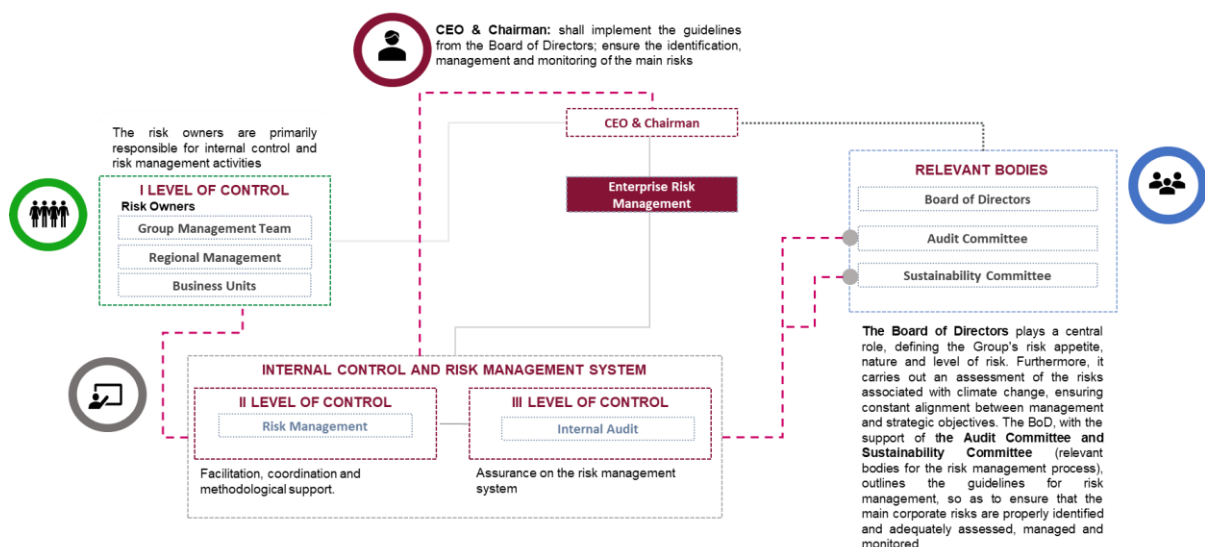 CEO & Chairman: shall implement the guidelines
from the Board of Directors; ensure the identification,
management and monitoring of the main risks
CEO & Chairman
The risk owners are primarily
responsible for internal control and
risk management activities
I LEVEL OF CONTROL
Risk Owners
Group Management Team
Regional Management
Business Units
Enterprise Risk
Management
RELEVANT BODIES
Board of Directors
Audit Committee
Sustainability Committee
The Board of Directors plays a central
role, defining the Group's risk appetite,
nature and level of risk. Furthermore, it
carries out an assessment of the risks
associated with climate change, ensuring
constant alignment between management
and strategic objectives. The BoD, with the
support of the Audit Committee and
Sustainability Committee (relevant
bodies for the risk management process),
outlines the guidelines for risk
management, so as to ensure that the
main corporate risks are properly identified
and adequately assessed, managed and
monitored
INTERNAL CONTROL AND RISK MANAGEMENT SYSTEM
II LEVEL OF CONTROL
Risk Management
Facilitation, coordination and
methodological support.
III LEVEL OF CONTROL
Internal Audit
Assurance on the risk management
system